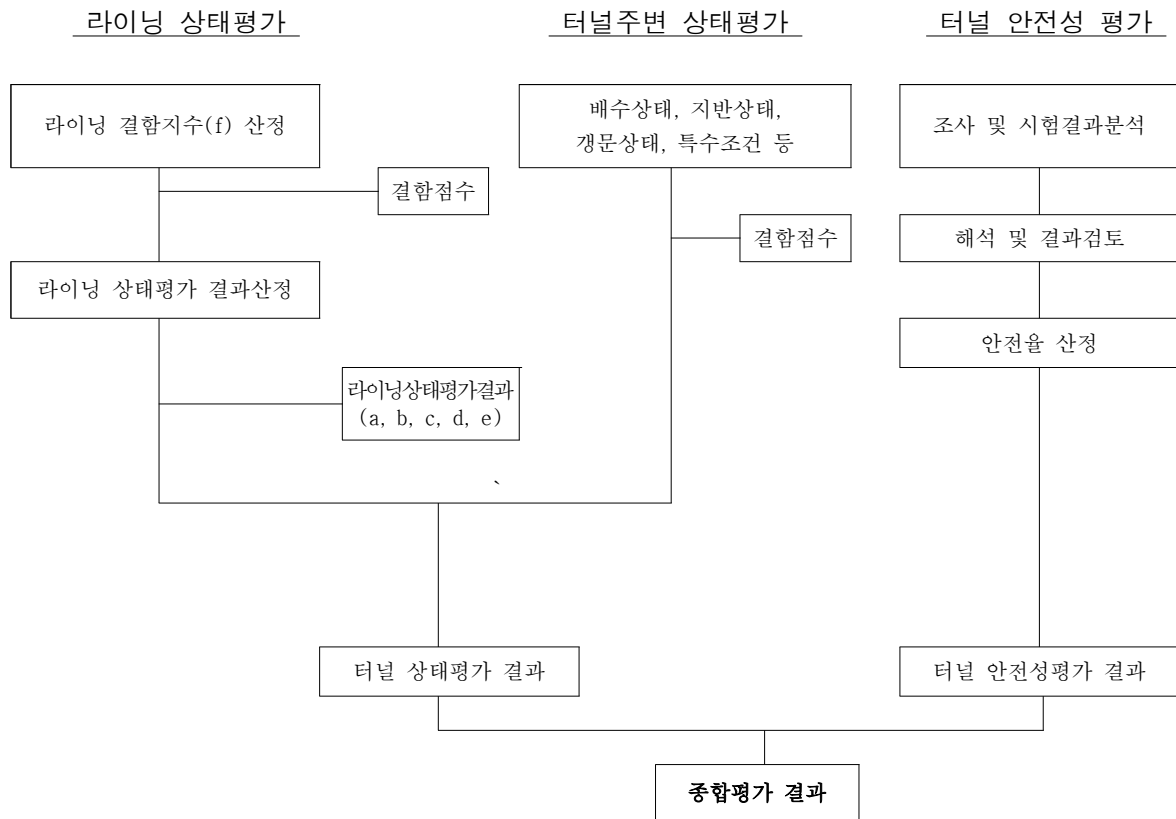 라이닝 상태평가
터널주변 상태평가
터널 안전성 평가
라이닝 결함지수(f) 산정
배수상태, 지반상태,
갱문상태, 특수조건 등
조사 및 시험결과분석
결함점수
결함점수
해석 및 결과검토
라이닝 상태평가 결과산정
안전율 산정
라이닝상태평가결과
(a, b, c, d, e)
`
터널 상태평가 결과
터널 안전성평가 결과
종합평가 결과